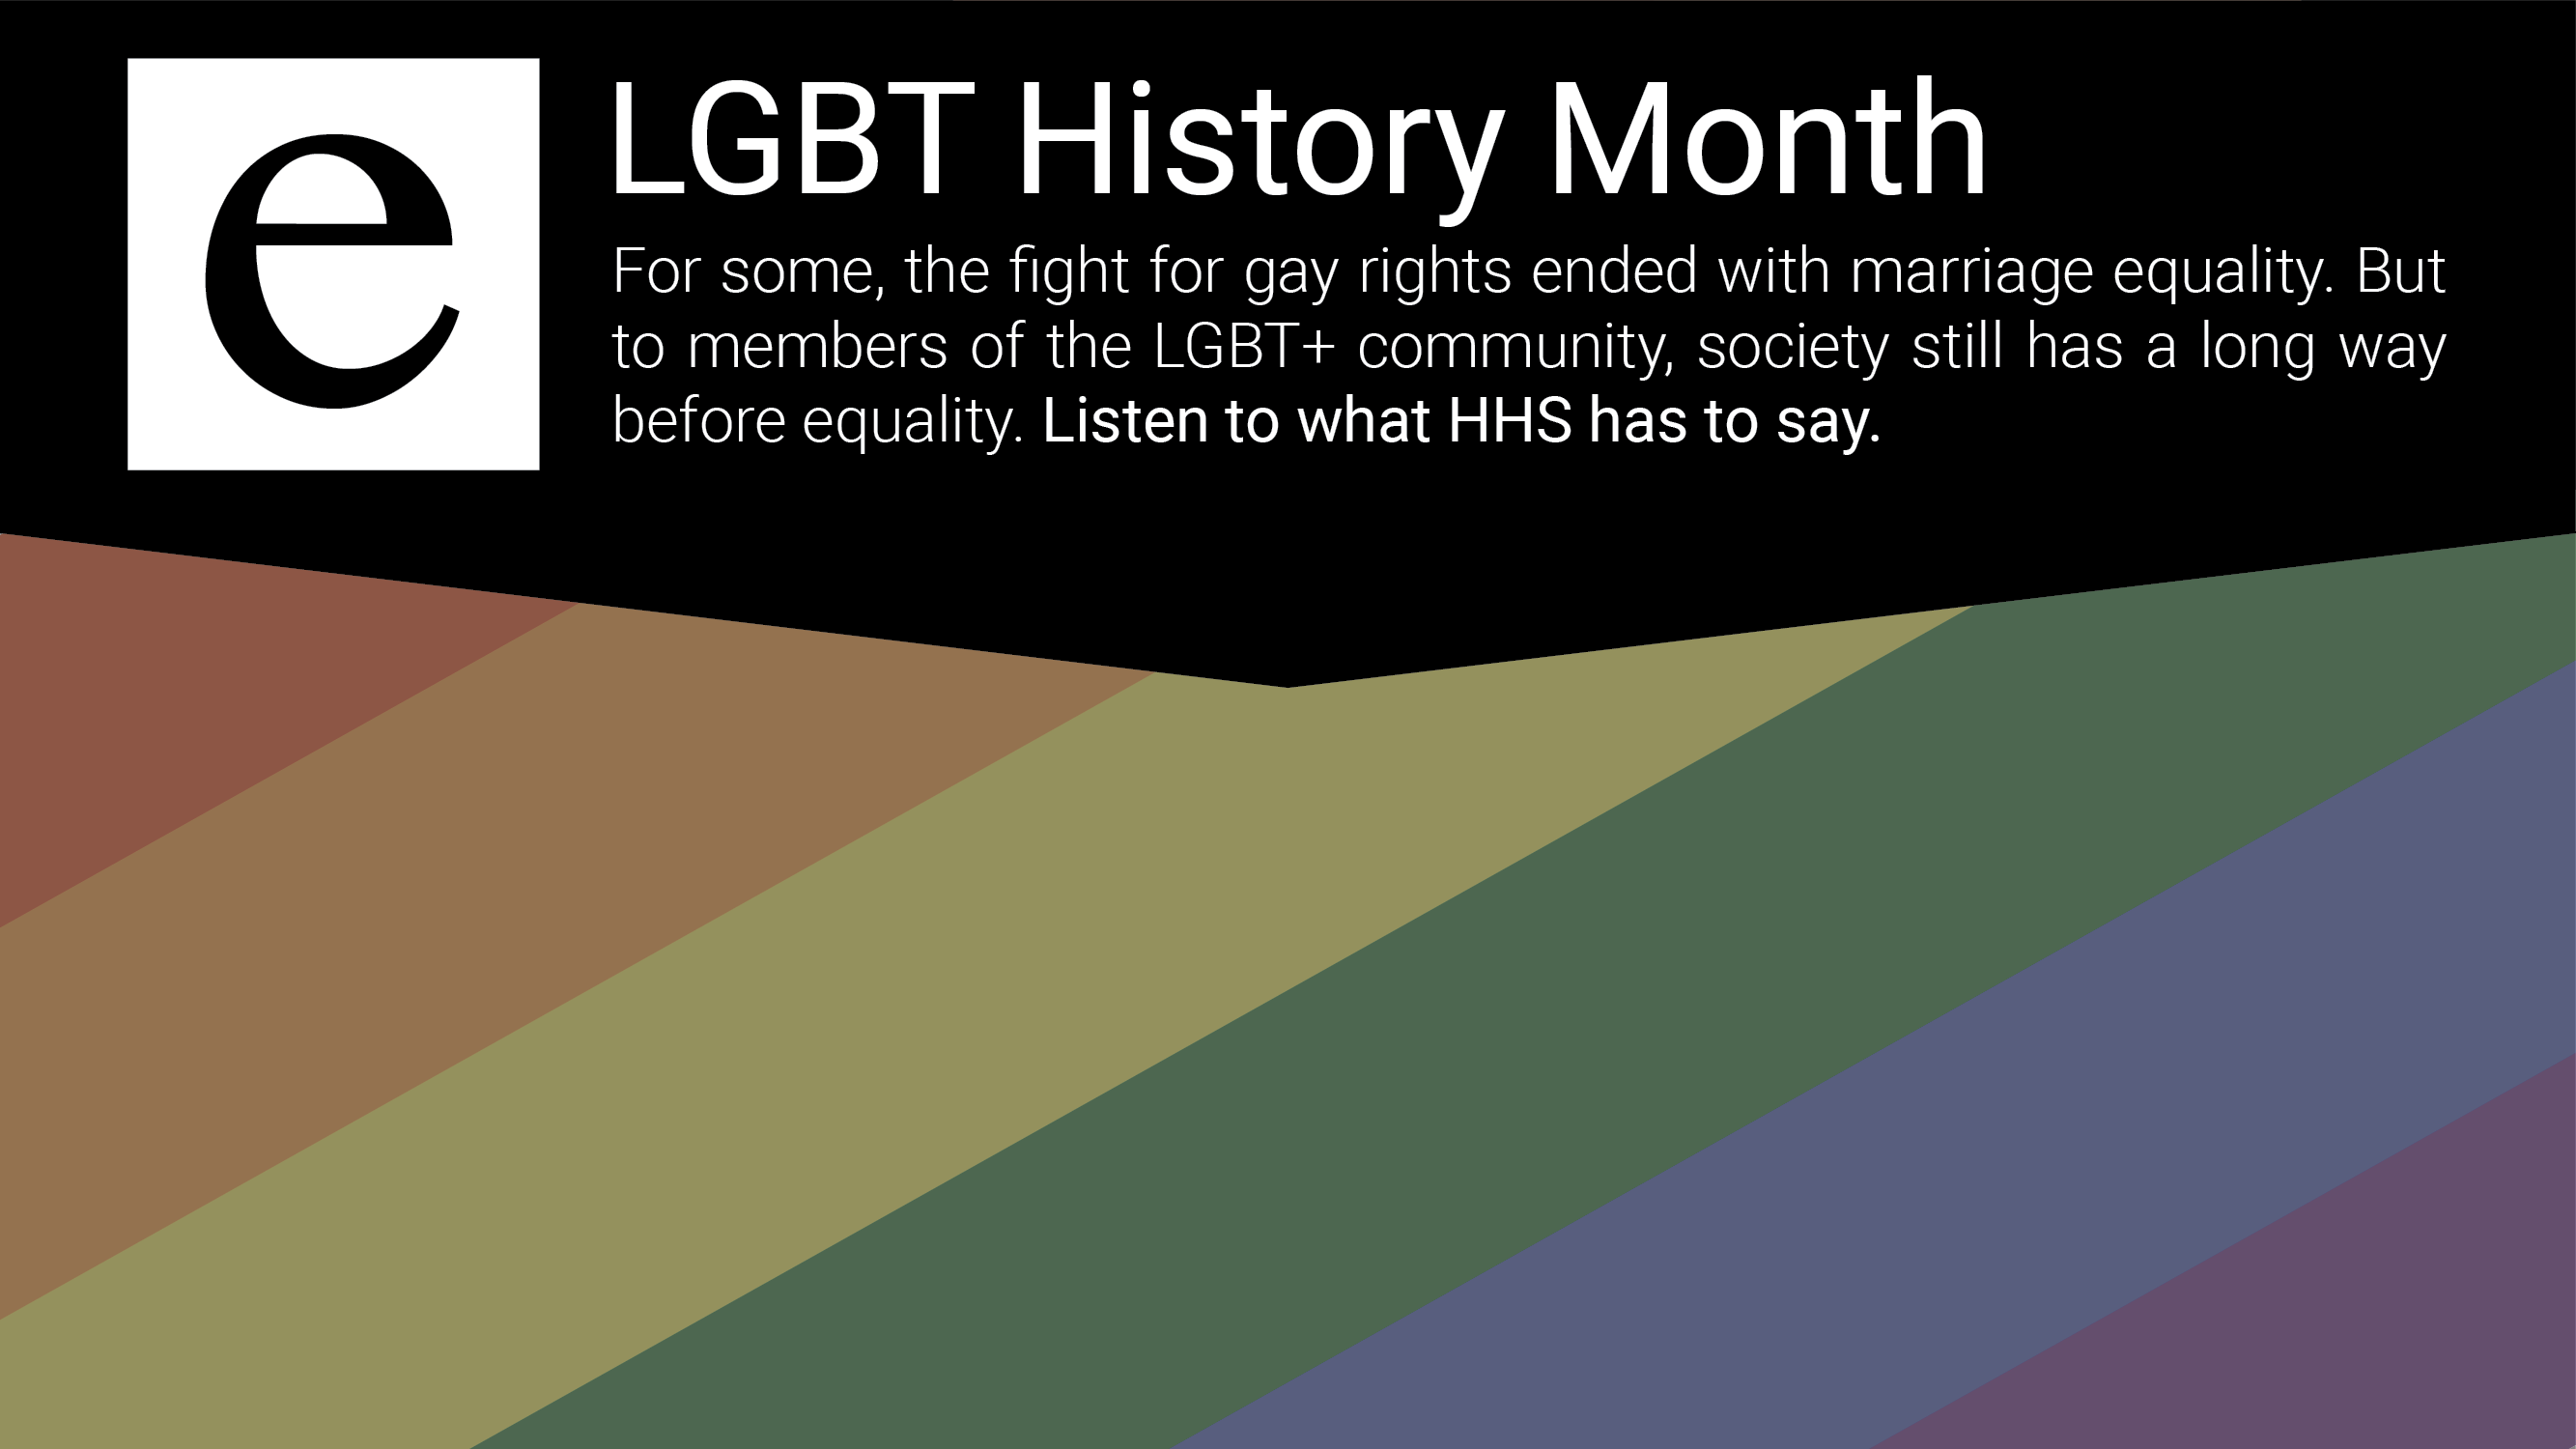 e
LGBT History Month
For some, the fight for gay rights ended with marriage equality. But
to members of the LGBT+ community, society still has a long way
before equality. Listen to what HHS has to say.